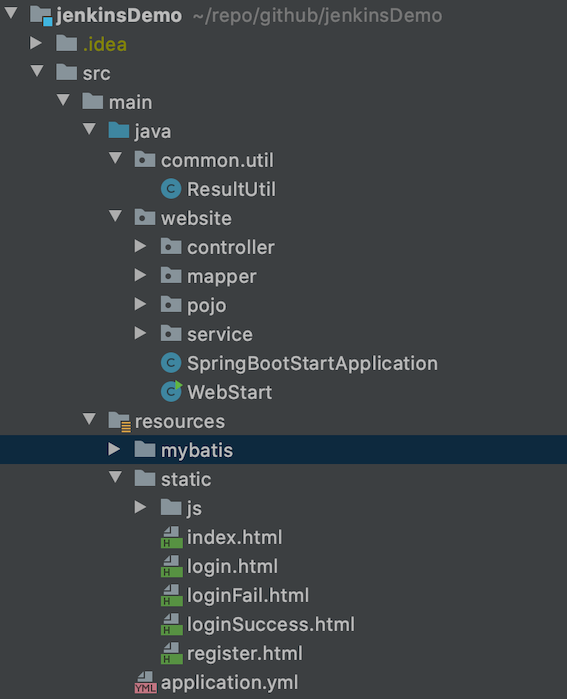 jenkinsDemo ~/repo/github/jenkinsDemo
.idea
src
main
java
common.util
C ResultUtil
website
controller
mapper
pojo
service
C SpringBootStartApplication
C WebStart
resources
mybatis
static
js
H index.html
H login.html
H loginFail.html
H loginSuccess.html
H register.html
YML application.yml